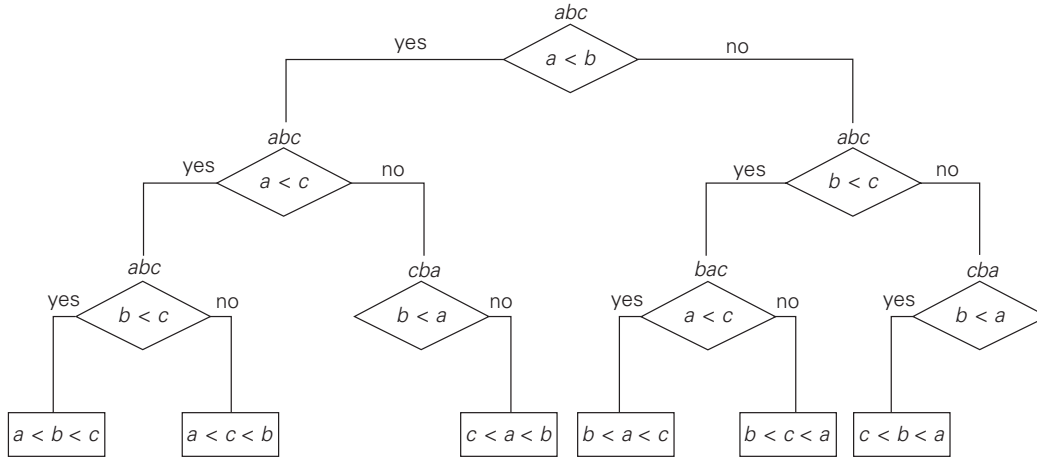 abc
yes
a < b
no
abc
abc
yes
a < c
no
yes
b < c
no
abc
cba
bac
cba
yes
b < c
no
b < a
no
yes
a < c
no
yes
b < a
a < b < c
a < c < b
c < a < b
b < a < c
b < c < a
c < b < a